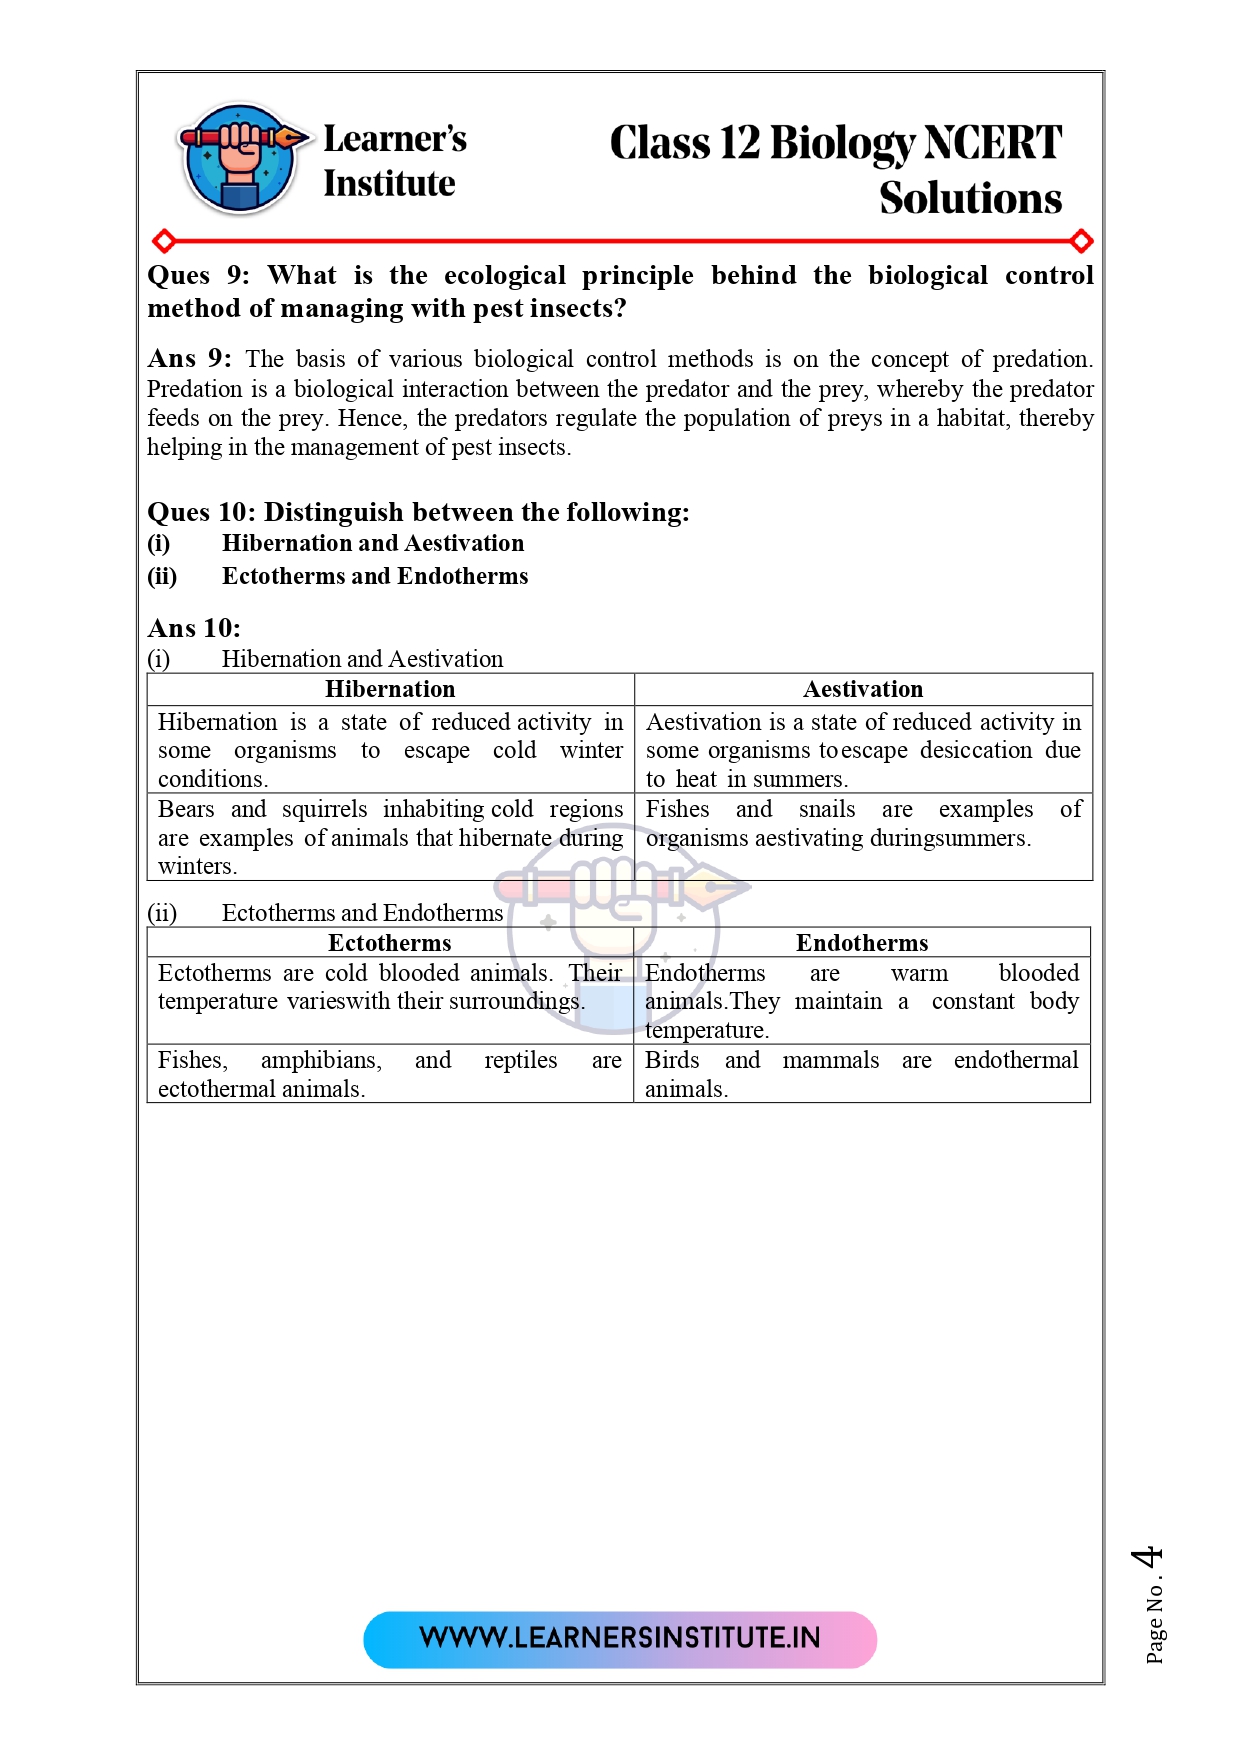 Learner's
Institute
Class 12 Biology NCERT
Solutions
Ques 9: What is the ecological principle behind the biological control
method of managing with pest insects?
Ans 9: The basis of various biological control methods is on the concept of predation.
Predation is a biological interaction between the predator and the prey, whereby the predator
feeds on the prey. Hence, the predators regulate the population of preys in a habitat, thereby
helping in the management of pest insects.
Ques 10: Distinguish between the following:
(i) Hibernation and Aestivation
(ii) Ectotherms and Endotherms
Ans 10:
(i) Hibernation and Aestivation
Hibernation
Aestivation
Hibernation is a state of reduced activity in
some organisms to escape cold winter
conditions.
Aestivation is a state of reduced activity in
some organisms to escape desiccation due
to heat in summers.
Bears and squirrels inhabiting cold regions
are examples of animals that hibernate during
winters.
Fishes and snails are examples of
organisms aestivating duringsummers.
(ii) Ectotherms and Endotherms
Ectotherms
Endotherms
Ectotherms are cold blooded animals. Their
temperature varieswith their surroundings.
Endotherms are warm blooded
animals.They maintain a constant body
temperature.
Fishes, amphibians, and reptiles are
ectothermal animals.
Birds and mammals are endothermal
animals.
WWW.LEARNERSINSTITUTE.IN
Page No. 4